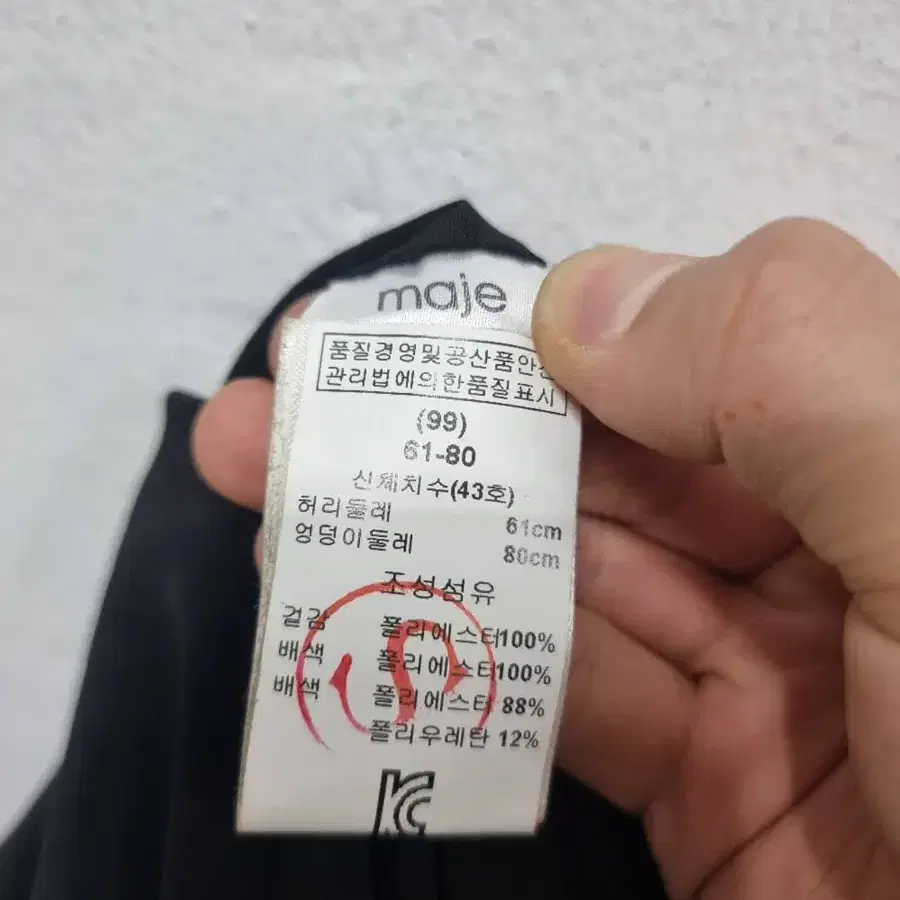 maje
품질경영및공산품안전
관리법에의한품질표시
(99)
61-80
신체치수(43호)
허리둘레 61cm
엉덩이둘레 80cm
조성섬유
겉감 폴리에스터100%
배색 폴리에스터100%
배색 폴리에스터 88%
폴리우레탄 12%
KC